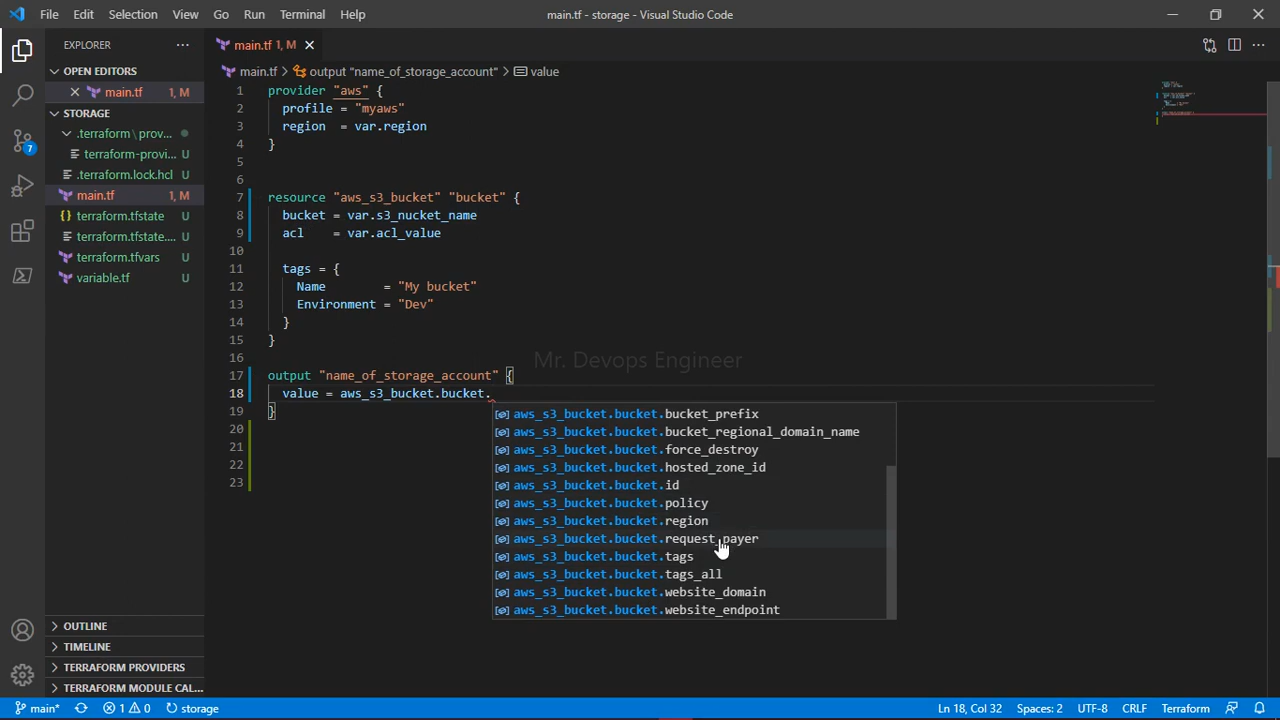 File Edit Selection View Go Run Terminal Help
main.tf - storage - Visual Studio Code
EXPLORER
OPEN EDITORS
main.tf 1, M
STORAGE
.terraform\prov...
terraform-provi... U
.terraform.lock.hcl U
main.tf 1, M
terraform.tfstate U
terraform.tfstate.... U
terraform.tfvars U
variable.tf U
OUTLINE
TIMELINE
TERRAFORM PROVIDERS
TERRAFORM MODULE CAL...
7
main.tf 1, M
main.tf > output "name_of_storage_account" > value
1 provider "aws" {
2 profile = "myaws"
3 region = var.region
4 }
5
6
7 resource "aws_s3_bucket" "bucket" {
8 bucket = var.s3_nucket_name
9 acl = var.acl_value
10
11 tags = {
12 Name = "My bucket"
13 Environment = "Dev"
14 }
15 }
16
17 output "name_of_storage_account" {
18 value = aws_s3_bucket.bucket.
19 }
20
21
22
23
Mr. Devops Engineer
aws_s3_bucket.bucket.bucket_prefix
aws_s3_bucket.bucket.bucket_regional_domain_name
aws_s3_bucket.bucket.force_destroy
aws_s3_bucket.bucket.hosted_zone_id
aws_s3_bucket.bucket.id
aws_s3_bucket.bucket.policy
aws_s3_bucket.bucket.region
aws_s3_bucket.bucket.request_payer
aws_s3_bucket.bucket.tags
aws_s3_bucket.bucket.tags_all
aws_s3_bucket.bucket.website_domain
aws_s3_bucket.bucket.website_endpoint
main* 1 0 storage Ln 18, Col 32 Spaces: 2 UTF-8 CRLF Terraform